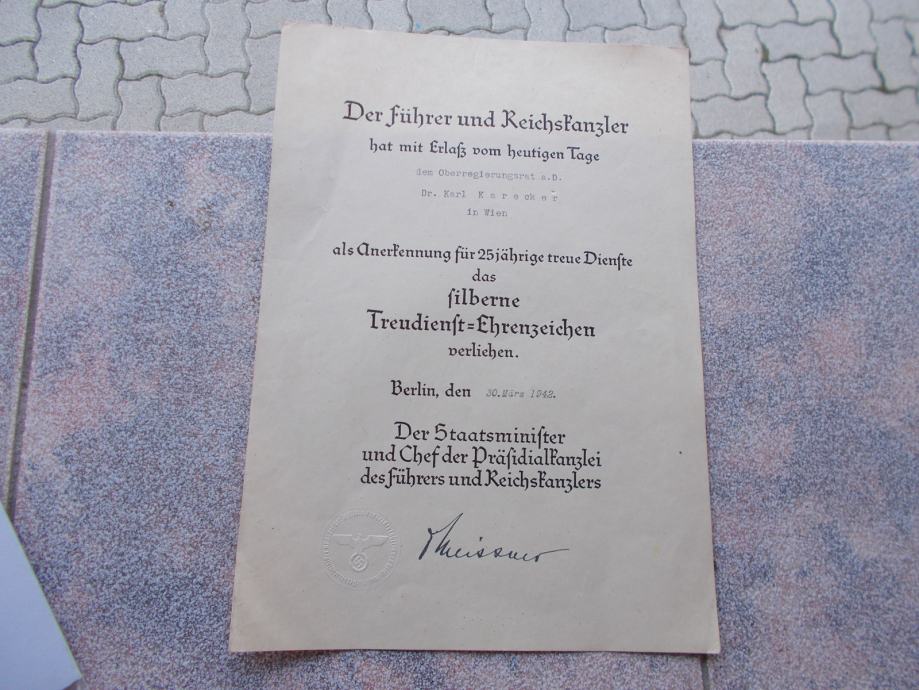 Der Führer und Reichskanzler
hat mit Erlaß vom heutigen Tage
dem Oberregierungsrat a.D.
Dr. Karl K a r e c k e r
in Wien
als Anerkennung für 25jährige treue Dienste
das
silberne
Treudienst=Ehrenzeichen
verliehen.
Berlin, den 30. März 1942.
Der Staatsminister
und Chef der Präsidialkanzlei
des Führers und Reichskanzlers
Meissner